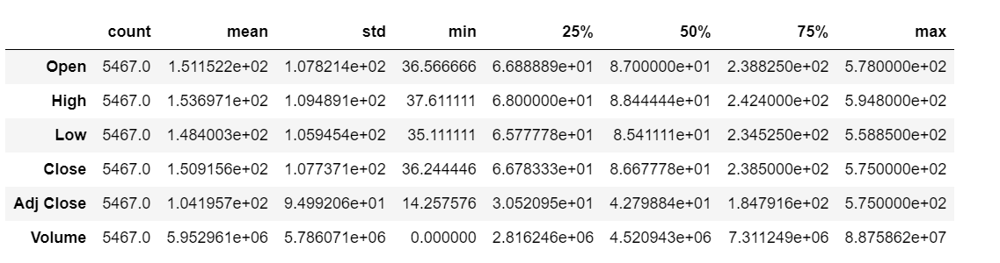 count mean std min 25% 50% 75% max
Open 5467.0 1.511522e+02 1.078214e+02 36.566666 6.688889e+01 8.700000e+01 2.388250e+02 5.780000e+02
High 5467.0 1.536971e+02 1.094891e+02 37.611111 6.800000e+01 8.844444e+01 2.424000e+02 5.948000e+02
Low 5467.0 1.484003e+02 1.059454e+02 35.111111 6.577778e+01 8.541111e+01 2.345250e+02 5.588500e+02
Close 5467.0 1.509156e+02 1.077371e+02 36.244446 6.678333e+01 8.667778e+01 2.385000e+02 5.750000e+02
Adj Close 5467.0 1.041957e+02 9.499206e+01 14.257576 3.052095e+01 4.279884e+01 1.847916e+02 5.750000e+02
Volume 5467.0 5.952961e+06 5.786071e+06 0.000000 2.816246e+06 4.520943e+06 7.311249e+06 8.875862e+07